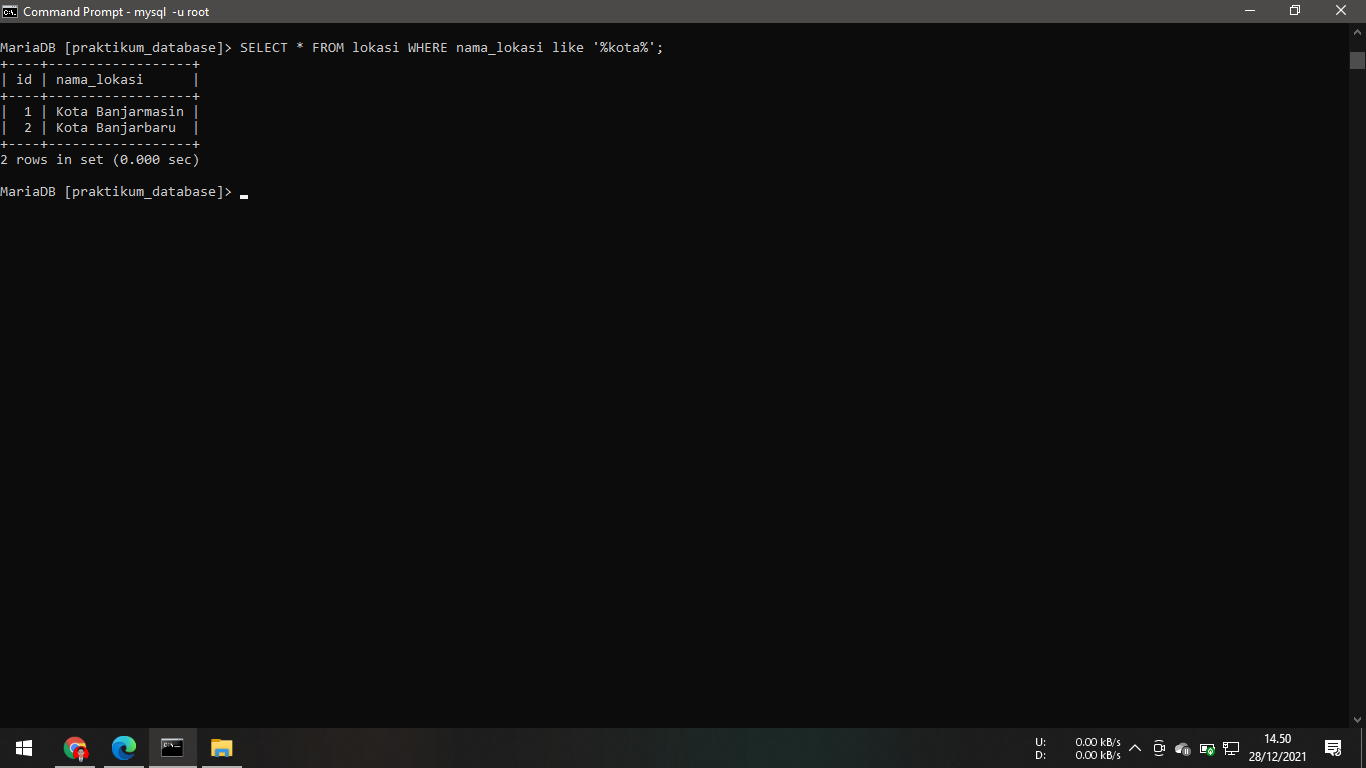 Command Prompt - mysql  -u root
MariaDB [praktikum_database]> SELECT * FROM lokasi WHERE nama_lokasi like '%kota%';
+----+------------------+
| id | nama_lokasi      |
+----+------------------+
|  1 | Kota Banjarmasin |
|  2 | Kota Banjarbaru  |
+----+------------------+
2 rows in set (0.000 sec)
MariaDB [praktikum_database]>
U: 0.00 kB/s
D: 0.00 kB/s
14.50
28/12/2021